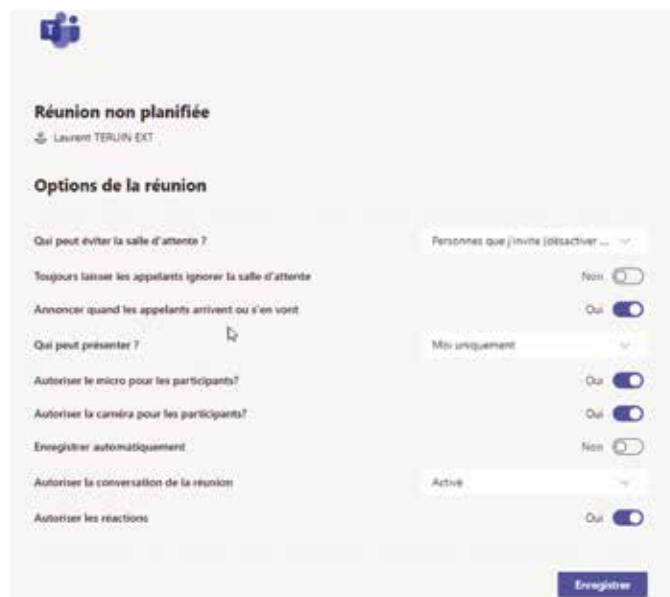 Réunion non planifiée
Laurent TERUIN EXT
Options de la réunion
Qui peut éviter la salle d'attente ? Personnes que j'invite (désactiver ...
Toujours laisser les appelants ignorer la salle d'attente Non
Annoncer quand les appelants arrivent ou s'en vont Oui
Qui peut présenter ? Moi uniquement
Autoriser le micro pour les participants? Oui
Autoriser la caméra pour les participants? Oui
Enregistrer automatiquement Non
Autoriser la conversation de la réunion Activé
Autoriser les réactions Oui
Enregistrer